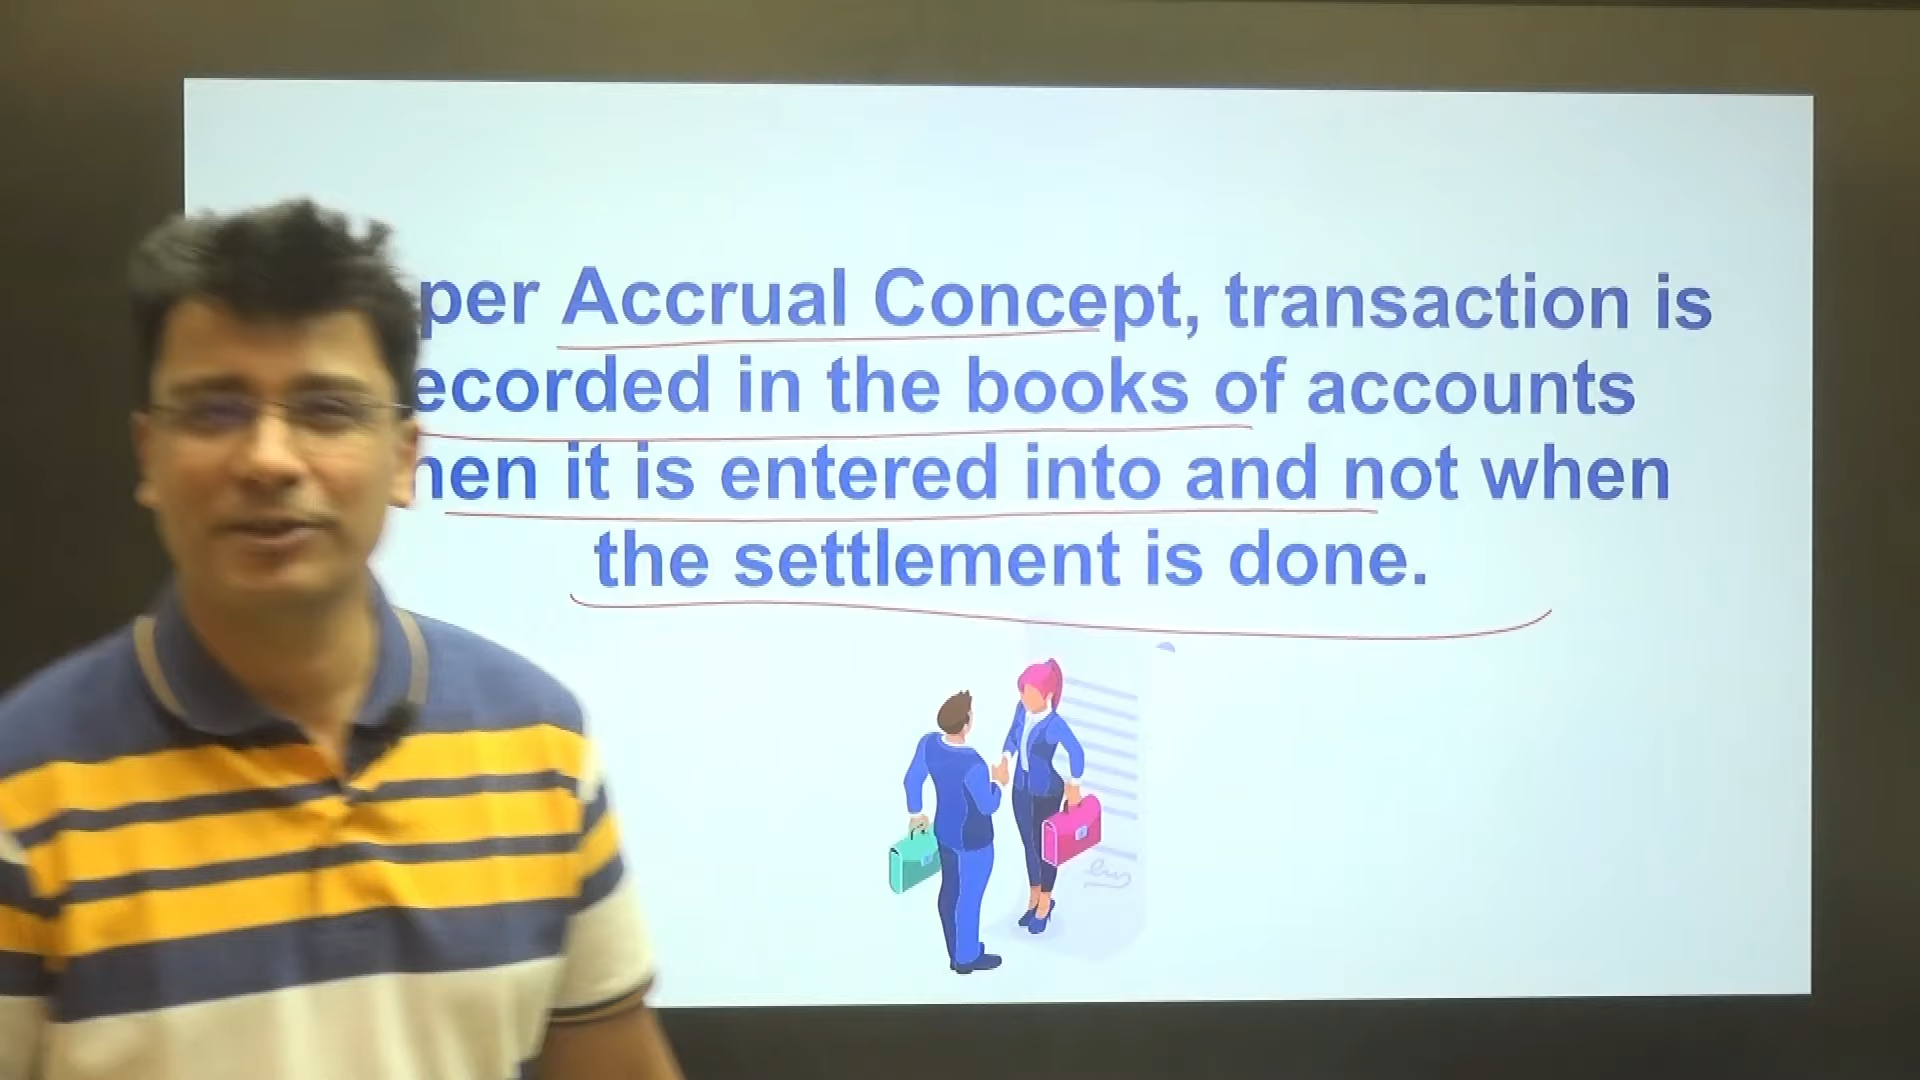 per Accrual Concept, transaction is
ecorded in the books of accounts
hen it is entered into and not when
the settlement is done.